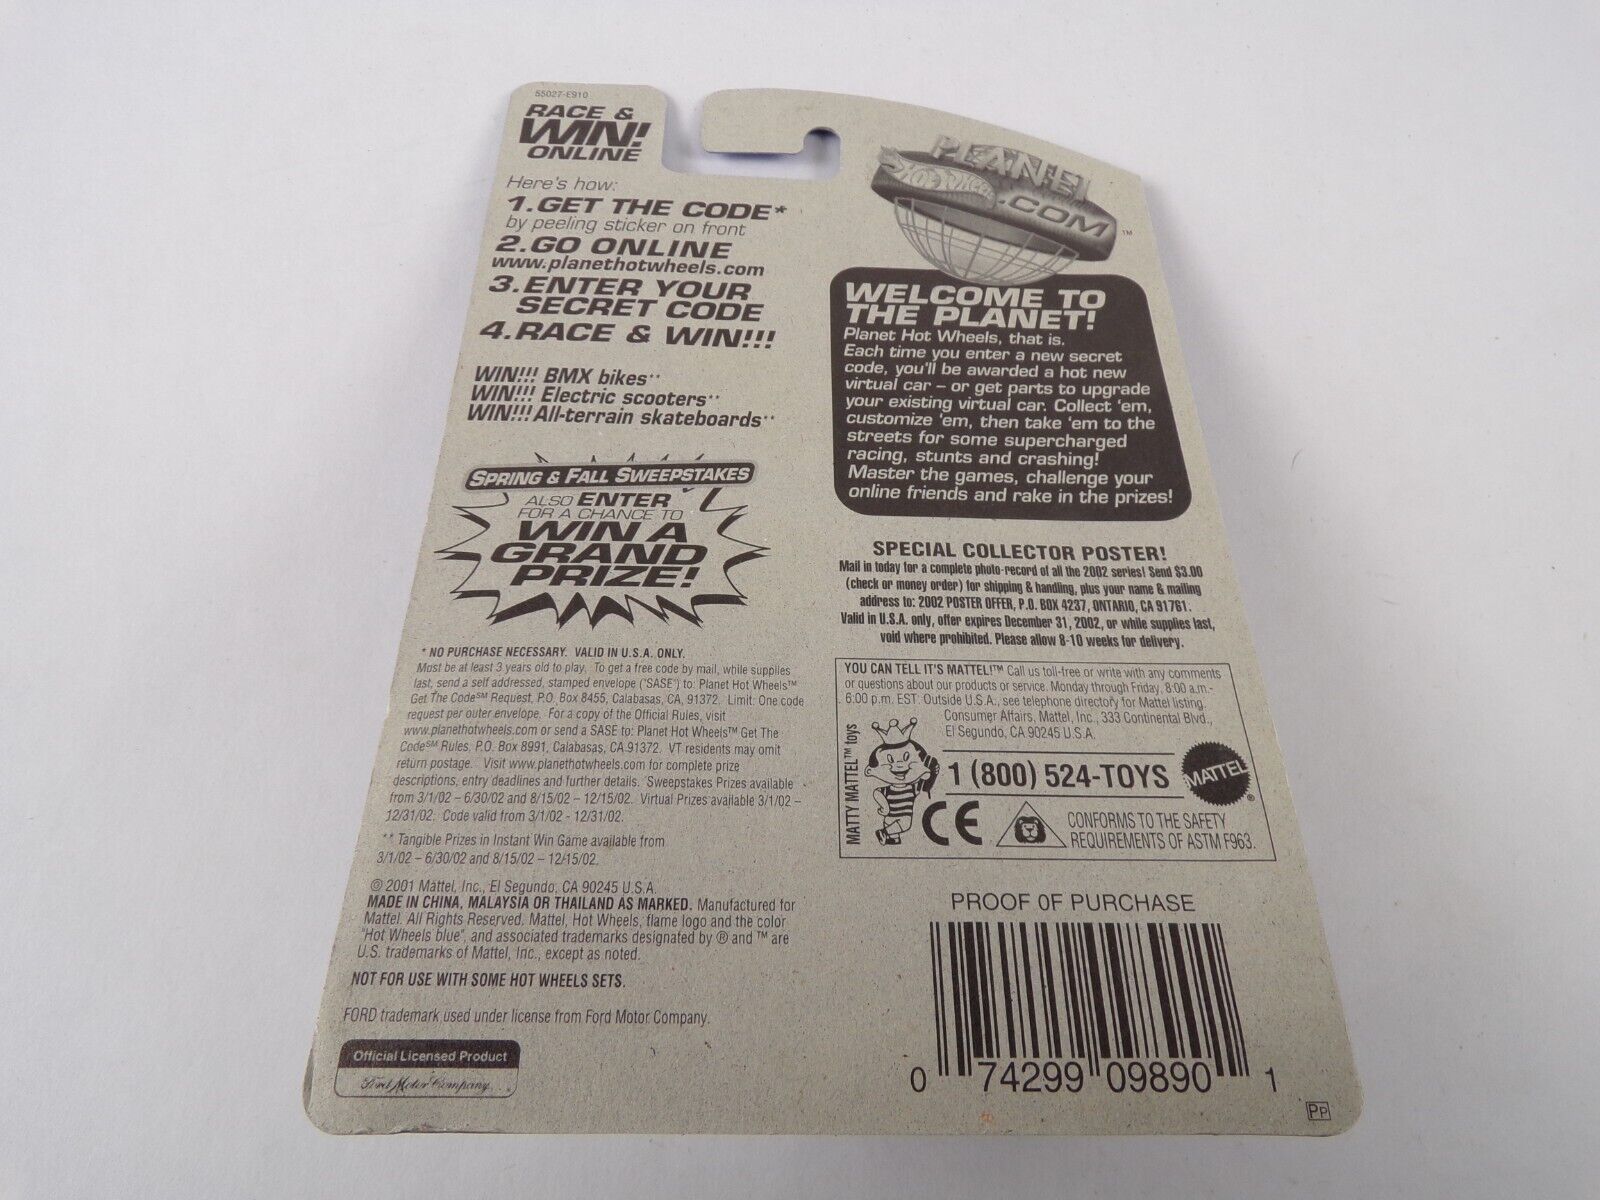 55027-E910
RACE &
WIN!
ONLINE
Here's how:
1.GET THE CODE*
by peeling sticker on front
2.GO ONLINE
www.planethotwheels.com
3.ENTER YOUR
SECRET CODE
4.RACE & WIN!!!
WIN!!! BMX bikes**
WIN!!! Electric scooters**
WIN!!! All-terrain skateboards**
SPRING & FALL SWEEPSTAKES
ALSO ENTER
FOR A CHANCE TO
WIN A
GRAND
PRIZE!
* NO PURCHASE NECESSARY. VALID IN U.S.A. ONLY.
Must be at least 3 years old to play. To get a free code by mail, while supplies
last, send a self addressed, stamped envelope ("SASE") to: Planet Hot Wheels™
Get The Code℠ Request, P.O. Box 8455, Calabasas, CA, 91372. Limit: One code
request per outer envelope. For a copy of the Official Rules, visit
www.planethotwheels.com or send a SASE to: Planet Hot Wheels™ Get The
Code℠ Rules, P.O. Box 8991, Calabasas, CA 91372. VT residents may omit
return postage. Visit www.planethotwheels.com for complete prize
descriptions, entry deadlines and further details. Sweepstakes Prizes available
from 3/1/02 – 6/30/02 and 8/15/02 – 12/15/02. Virtual Prizes available 3/1/02 –
12/31/02. Code valid from 3/1/02 - 12/31/02.
** Tangible Prizes in Instant Win Game available from
3/1/02 – 6/30/02 and 8/15/02 – 12/15/02.
© 2001 Mattel, Inc., El Segundo, CA 90245 U.S.A.
MADE IN CHINA, MALAYSIA OR THAILAND AS MARKED. Manufactured for
Mattel. All Rights Reserved. Mattel, Hot Wheels, flame logo and the color
"Hot Wheels blue", and associated trademarks designated by ® and ™ are
U.S. trademarks of Mattel, Inc., except as noted.
NOT FOR USE WITH SOME HOT WHEELS SETS.
FORD trademark used under license from Ford Motor Company.
Official Licensed Product
Ford Motor Company
PLANET
Hot Wheels
.COM
™
WELCOME TO
THE PLANET!
Planet Hot Wheels, that is.
Each time you enter a new secret
code, you'll be awarded a hot new
virtual car – or get parts to upgrade
your existing virtual car. Collect 'em,
customize 'em, then take 'em to the
streets for some supercharged
racing, stunts and crashing!
Master the games, challenge your
online friends and rake in the prizes!
SPECIAL COLLECTOR POSTER!
Mail in today for a complete photo-record of all the 2002 series! Send $3.00
(check or money order) for shipping & handling, plus your name & mailing
address to: 2002 POSTER OFFER, P.O. BOX 4237, ONTARIO, CA 91761.
Valid in U.S.A. only, offer expires December 31, 2002, or while supplies last,
void where prohibited. Please allow 8-10 weeks for delivery.
YOU CAN TELL IT'S MATTEL!™ Call us toll-free or write with any comments
or questions about our products or service. Monday through Friday, 8:00 a.m.-
6:00 p.m. EST. Outside U.S.A., see telephone directory for Mattel listing.
Consumer Affairs, Mattel, Inc., 333 Continental Blvd.,
El Segundo, CA 90245 U.S.A.
MATTY MATTEL™ toys
1 (800) 524-TOYS
MATTEL
®
CE
CONFORMS TO THE SAFETY
REQUIREMENTS OF ASTM F963.
PROOF OF PURCHASE
0 74299 09890 1
PP